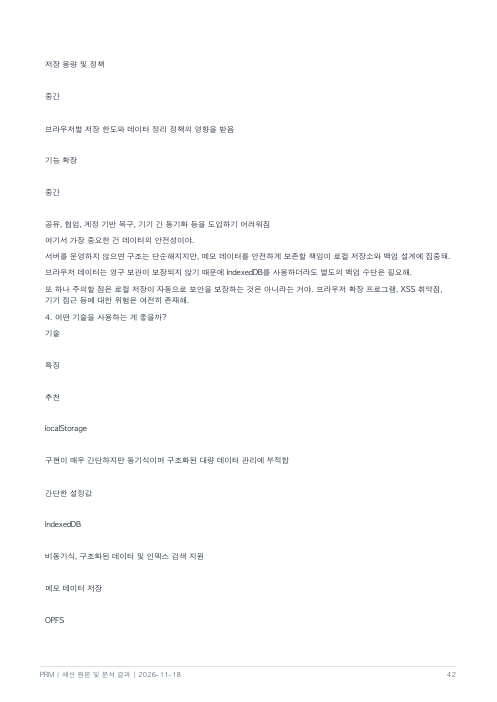 저장 용량 및 정책
중간
브라우저별 저장 한도와 데이터 정리 정책의 영향을 받음
기능 확장
중간
공유, 협업, 계정 기반 복구, 기기 간 동기화 등을 도입하기 어려워짐
여기서 가장 중요한 건 데이터의 안전성이야.
서버를 운영하지 않으면 구조는 단순해지지만, 메모 데이터를 안전하게 보존할 책임이 로컬 저장소와 백업 설계에 집중돼.
브라우저 데이터는 영구 보관이 보장되지 않기 때문에 IndexedDB를 사용하더라도 별도의 백업 수단은 필요해.
또 하나 주의할 점은 로컬 저장이 자동으로 보안을 보장하는 것은 아니라는 거야. 브라우저 확장 프로그램, XSS 취약점,
기기 접근 등에 대한 위험은 여전히 존재해.
4. 어떤 기술을 사용하는 게 좋을까?
기술
특징
추천
localStorage
구현이 매우 간단하지만 동기식이며 구조화된 대량 데이터 관리에 부적합
간단한 설정값
IndexedDB
비동기식, 구조화된 데이터 및 인덱스 검색 지원
메모 데이터 저장
OPFS
PRM | 세션 원문 및 분석 결과 | 2026-11-18
42